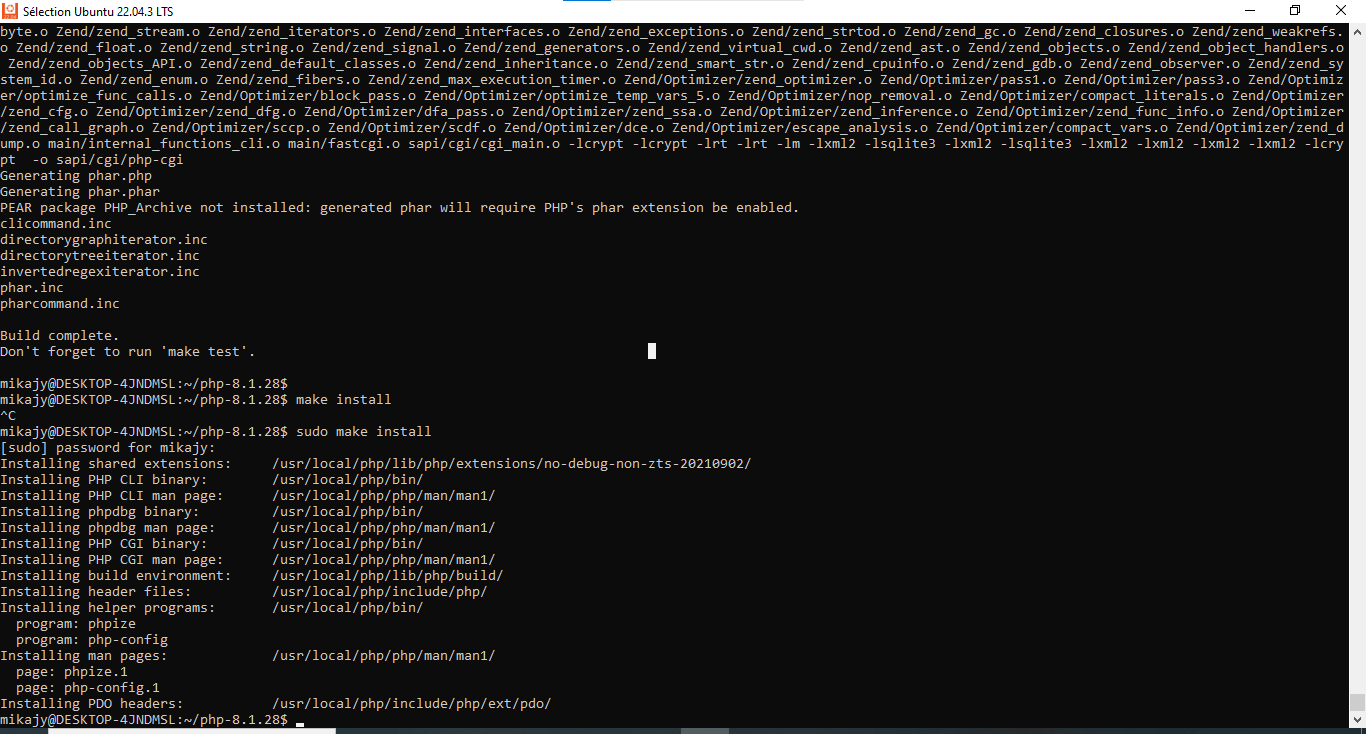 Sélection Ubuntu 22.04.3 LTS
byte.o Zend/zend_stream.o Zend/zend_iterators.o Zend/zend_interfaces.o Zend/zend_exceptions.o Zend/zend_strtod.o Zend/zend_gc.o Zend/zend_closures.o Zend/zend_weakrefs.
o Zend/zend_float.o Zend/zend_string.o Zend/zend_signal.o Zend/zend_generators.o Zend/zend_virtual_cwd.o Zend/zend_ast.o Zend/zend_objects.o Zend/zend_object_handlers.o
Zend/zend_objects_API.o Zend/zend_default_classes.o Zend/zend_inheritance.o Zend/zend_smart_str.o Zend/zend_cpuinfo.o Zend/zend_gdb.o Zend/zend_observer.o Zend/zend_sy
stem_id.o Zend/zend_enum.o Zend/zend_fibers.o Zend/zend_max_execution_timer.o Zend/Optimizer/zend_optimizer.o Zend/Optimizer/pass1.o Zend/Optimizer/pass3.o Zend/Optimiz
er/optimize_func_calls.o Zend/Optimizer/block_pass.o Zend/Optimizer/optimize_temp_vars_5.o Zend/Optimizer/nop_removal.o Zend/Optimizer/compact_literals.o Zend/Optimizer
/zend_cfg.o Zend/Optimizer/zend_dfg.o Zend/Optimizer/dfa_pass.o Zend/Optimizer/zend_ssa.o Zend/Optimizer/zend_inference.o Zend/Optimizer/zend_func_info.o Zend/Optimizer
/zend_call_graph.o Zend/Optimizer/sccp.o Zend/Optimizer/scdf.o Zend/Optimizer/dce.o Zend/Optimizer/escape_analysis.o Zend/Optimizer/compact_vars.o Zend/Optimizer/zend_d
ump.o main/internal_functions_cli.o main/fastcgi.o sapi/cgi/cgi_main.o -lcrypt -lcrypt -lrt -lrt -lm -lxml2 -lsqlite3 -lxml2 -lsqlite3 -lxml2 -lxml2 -lxml2 -lxml2 -lcry
pt  -o sapi/cgi/php-cgi
Generating phar.php
Generating phar.phar
PEAR package PHP_Archive not installed: generated phar will require PHP's phar extension be enabled.
clicommand.inc
directorygraphiterator.inc
directorytreeiterator.inc
invertedregexiterator.inc
phar.inc
pharcommand.inc
Build complete.
Don't forget to run 'make test'.
mikajy@DESKTOP-4JNDMSL:~/php-8.1.28$
mikajy@DESKTOP-4JNDMSL:~/php-8.1.28$ make install
^C
mikajy@DESKTOP-4JNDMSL:~/php-8.1.28$ sudo make install
[sudo] password for mikajy:
Installing shared extensions:     /usr/local/php/lib/php/extensions/no-debug-non-zts-20210902/
Installing PHP CLI binary:        /usr/local/php/bin/
Installing PHP CLI man page:      /usr/local/php/php/man/man1/
Installing phpdbg binary:         /usr/local/php/bin/
Installing phpdbg man page:       /usr/local/php/php/man/man1/
Installing PHP CGI binary:        /usr/local/php/bin/
Installing PHP CGI man page:      /usr/local/php/php/man/man1/
Installing build environment:     /usr/local/php/lib/php/build/
Installing header files:          /usr/local/php/include/php/
Installing helper programs:       /usr/local/php/bin/
  program: phpize
  program: php-config
Installing man pages:             /usr/local/php/php/man/man1/
  page: phpize.1
  page: php-config.1
Installing PDO headers:           /usr/local/php/include/php/ext/pdo/
mikajy@DESKTOP-4JNDMSL:~/php-8.1.28$